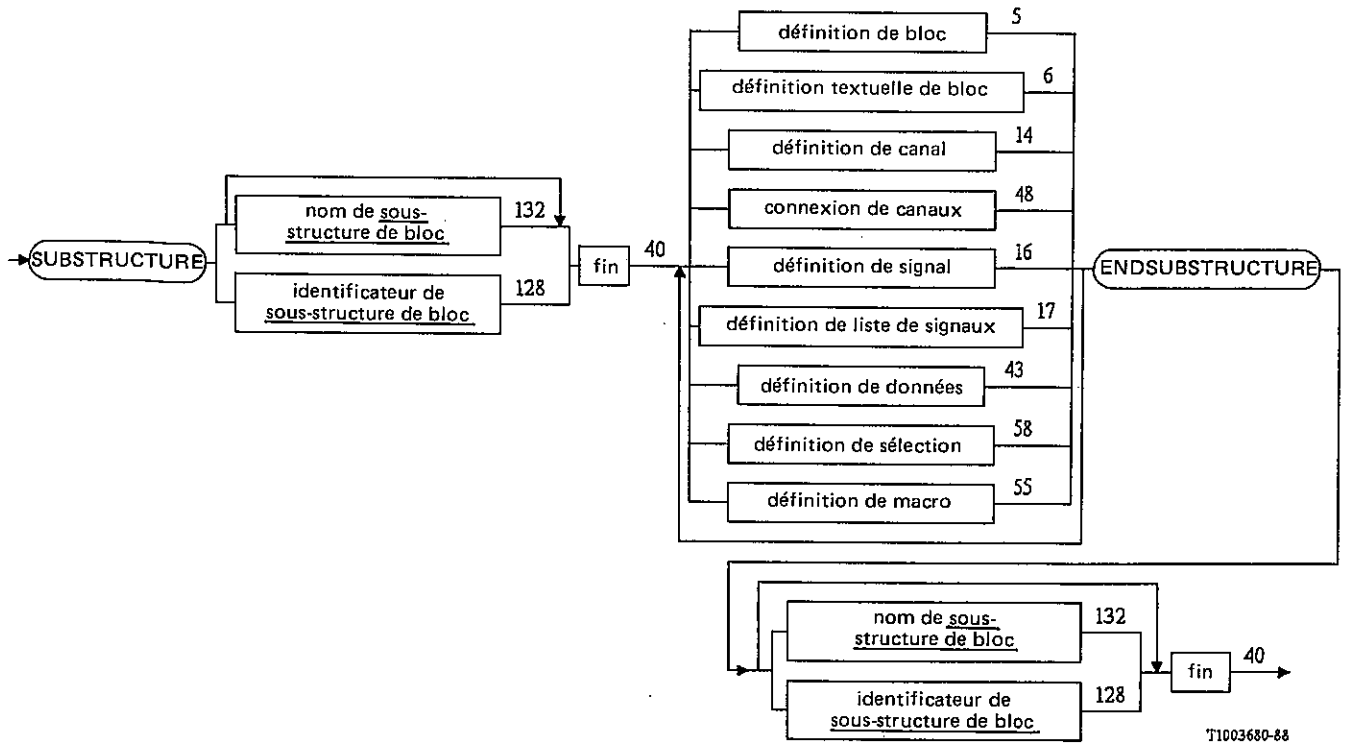 SUBSTRUCTURE
nom de sous-
structure de bloc
132
identificateur de
sous-structure de bloc
128
fin
40
définition de bloc
5
définition textuelle de bloc
6
définition de canal
14
connexion de canaux
48
définition de signal
16
définition de liste de signaux
17
définition de données
43
définition de sélection
58
définition de macro
55
ENDSUBSTRUCTURE
nom de sous-
structure de bloc
132
identificateur de
sous-structure de bloc
128
fin
40
T1003680-88